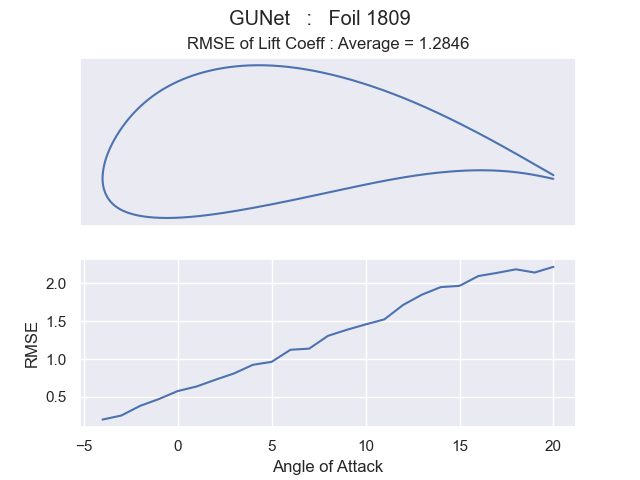 GUNet : Foil 1809
RMSE of Lift Coeff : Average = 1.2846
2.0
1.5
1.0
0.5
RMSE
−5 0 5 10 15 20
Angle of Attack